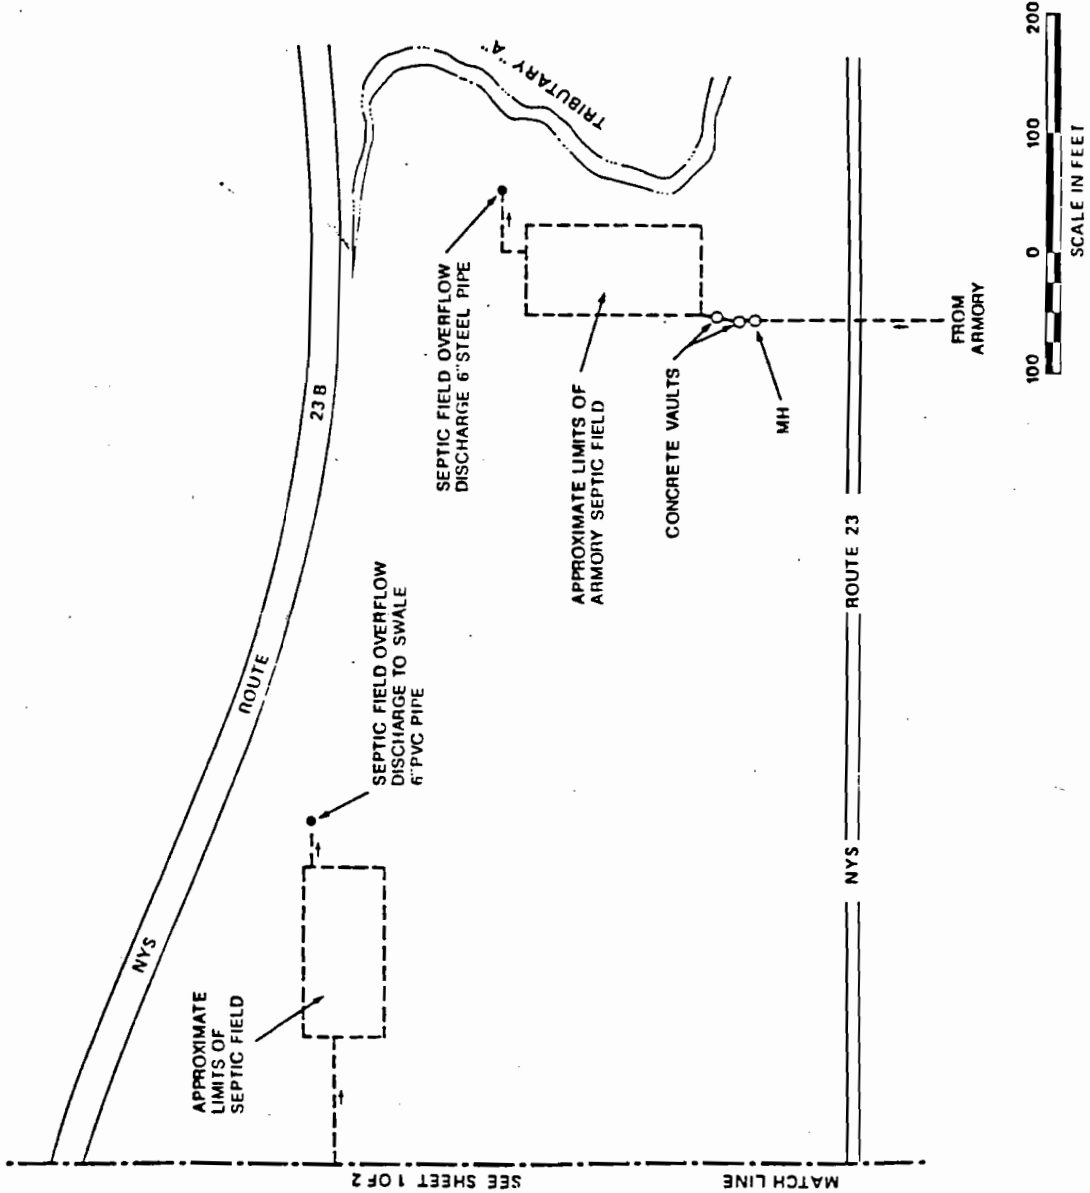 NYS
ROUTE
23 B
TRIBUTARY "A"
SEPTIC FIELD OVERFLOW
DISCHARGE 6" STEEL PIPE
SEPTIC FIELD OVERFLOW
DISCHARGE TO SWALE
6" PVC PIPE
APPROXIMATE
LIMITS OF
SEPTIC FIELD
APPROXIMATE LIMITS OF
ARMORY SEPTIC FIELD
CONCRETE VAULTS
MH
NYS
ROUTE 23
FROM
ARMORY
SEE SHEET 1 OF 2
MATCH LINE
100
0
100
200
SCALE IN FEET